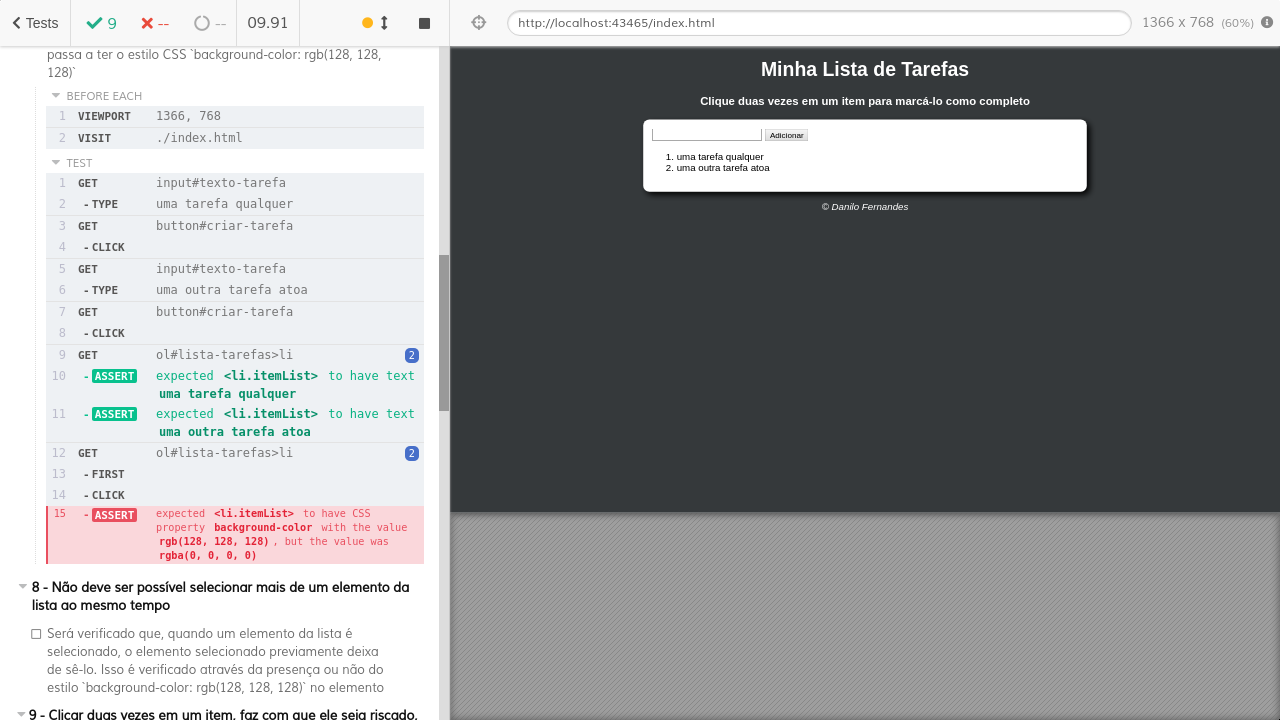 Tests
9
--
--
09.91
http://localhost:43465/index.html
1366 x 768 (60%)
passa a ter o estilo CSS `background-color: rgb(128, 128,
128)`
BEFORE EACH
1 VIEWPORT 1366, 768
2 VISIT ./index.html
TEST
1 GET input#texto-tarefa
2 - TYPE uma tarefa qualquer
3 GET button#criar-tarefa
4 - CLICK
5 GET input#texto-tarefa
6 - TYPE uma outra tarefa atoa
7 GET button#criar-tarefa
8 - CLICK
9 GET ol#lista-tarefas>li 2
10 - ASSERT expected <li.itemList> to have text
uma tarefa qualquer
11 - ASSERT expected <li.itemList> to have text
uma outra tarefa atoa
12 GET ol#lista-tarefas>li 2
13 - FIRST
14 - CLICK
15 - ASSERT expected <li.itemList> to have CSS
property background-color with the value
rgb(128, 128, 128), but the value was
rgba(0, 0, 0, 0)
8 - Não deve ser possível selecionar mais de um elemento da
lista ao mesmo tempo
Será verificado que, quando um elemento da lista é
selecionado, o elemento selecionado previamente deixa
de sê-lo. Isso é verificado através da presença ou não do
estilo `background-color: rgb(128, 128, 128)` no elemento
9 - Clicar duas vezes em um item, faz com que ele seja riscado,
Minha Lista de Tarefas
Clique duas vezes em um item para marcá-lo como completo
Adicionar
1. uma tarefa qualquer
2. uma outra tarefa atoa
© Danilo Fernandes